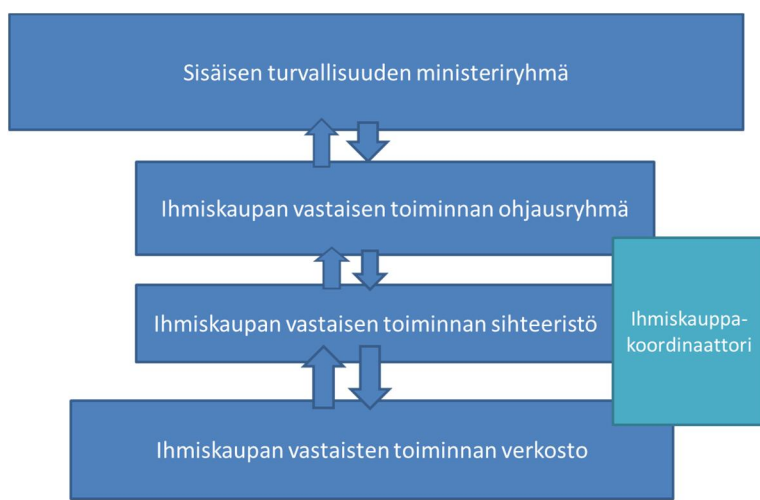 Sisäisen turvallisuuden ministeriryhmä
Ihmiskaupan vastaisen toiminnan ohjausryhmä
Ihmiskaupan vastaisen toiminnan sihteeristö
Ihmiskauppa-
koordinaattori
Ihmiskaupan vastaisten toiminnan verkosto